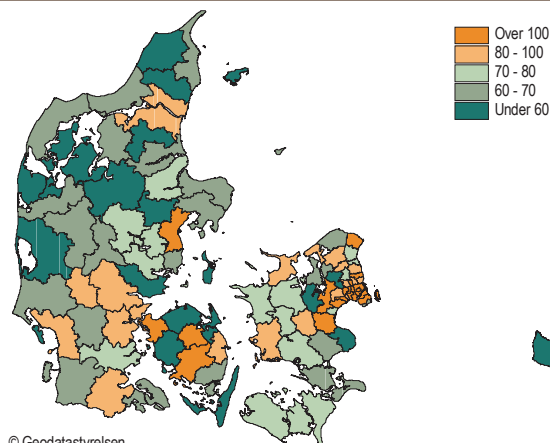 Over 100
80 - 100
70 - 80
60 - 70
Under 60
© Geodatastyrelsen